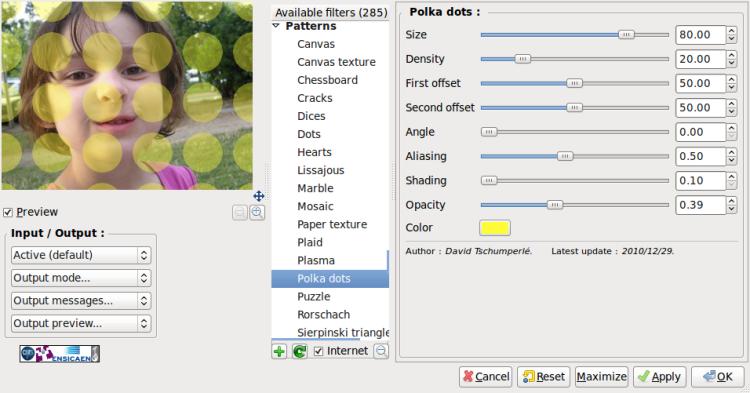 Available filters (285)
Patterns
Canvas
Canvas texture
Chessboard
Cracks
Dices
Dots
Hearts
Lissajous
Marble
Mosaic
Paper texture
Plaid
Plasma
Polka dots
Puzzle
Rorschach
Sierpinski triangle
Internet
Preview
Input / Output :
Active (default)
Output mode...
Output messages...
Output preview...
ENSICAEN
Polka dots :
Size 80.00
Density 20.00
First offset 50.00
Second offset 50.00
Angle 0.00
Aliasing 0.50
Shading 0.10
Opacity 0.39
Color
Author : David Tschumperlé. Latest update : 2010/12/29.
Cancel Reset Maximize Apply OK